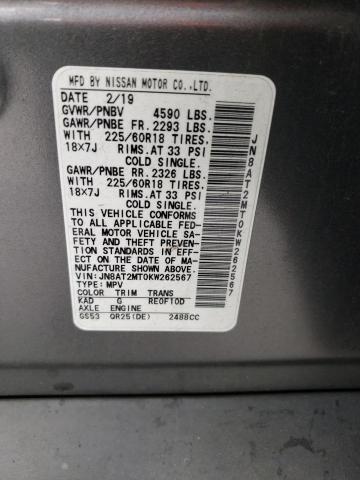 MFD BY NISSAN MOTOR CO.,LTD.
DATE 2/19
GVWR/PNBV 4590 LBS.
GAWR/PNBE FR. 2293 LBS.
WITH 225/60R18 TIRES.
18×7J RIMS.AT 33 PSI
COLD SINGLE.
GAWR/PNBE RR. 2326 LBS.
WITH 225/60R18 TIRES.
18×7J RIMS.AT 33 PSI
COLD SINGLE.
THIS VEHICLE CONFORMS
TO ALL APPLICABLE FED-
ERAL MOTOR VEHICLE SA-
FETY AND THEFT PREVENT-
ION STANDARDS IN EFF-
ECT ON THE DATE OF MA-
NUFACTURE SHOWN ABOVE.
VIN: JN8AT2MT0KW262567
TYPE: MPV
COLOR TRIM TRANS
KAD G RE0F10D
AXLE ENGINE
GS53 QR25(DE) 2488CC
JN8AT2MT0KW262567